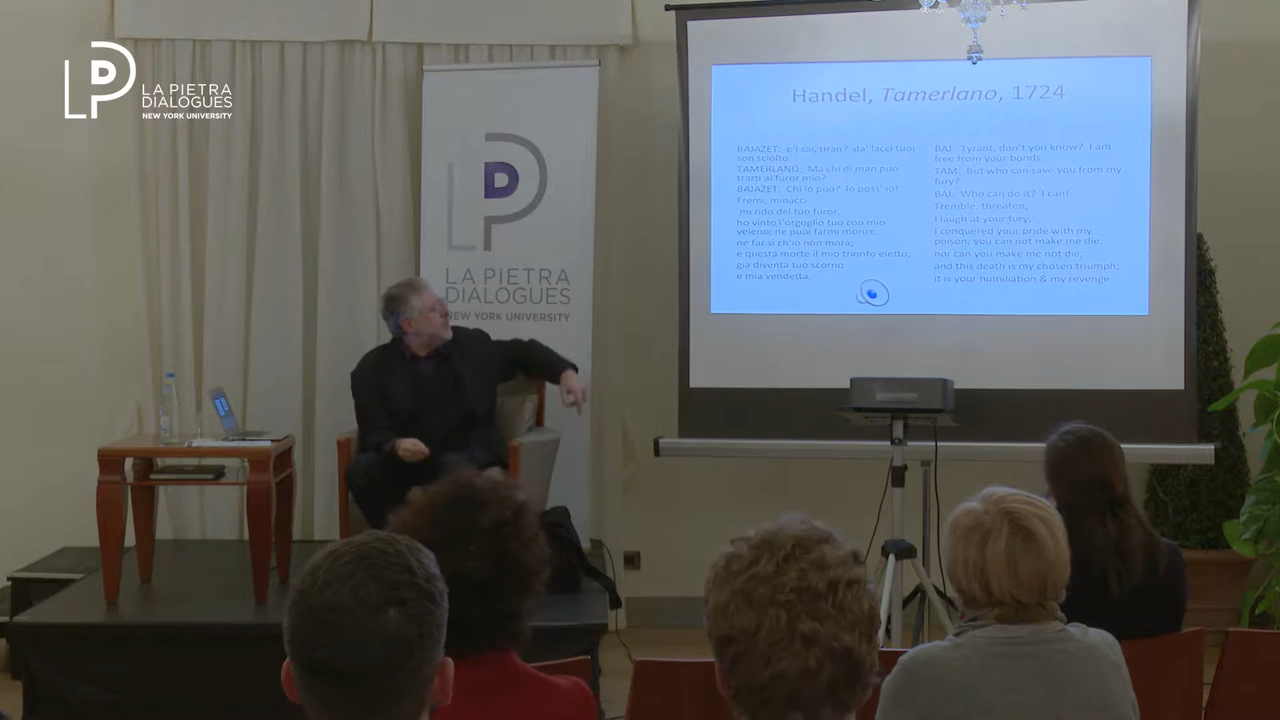 LA PIETRA
DIALOGUES
NEW YORK UNIVERSITY
LA PIETRA
DIALOGUES
NEW YORK UNIVERSITY
Handel, Tamerlano, 1724
BAJAZET: e'l sai, tiran? da' lacci tuoi
son sciolto
TAMERLANO: Ma chi di man può
trarti al furor mio?
BAJAZET: Chi lo può? Io poss' io!
Fremi, minacci
mi rido del tuo furor,
ho vinto l'orgoglio tuo con mio
veleno; ne puoi farmi morire,
ne far si ch'io non mora;
e questa morte il mio trionfo eletto,
già diventa tuo scorno
e mia vendetta.
BAJ: Tyrant, don't you know? I am
free from your bonds.
TAM: But who can save you from my
fury?
BAJ: Who can do it? I can!
Tremble, threaten,
I laugh at your fury,
I conquered your pride with my
poison, you can not make me die,
nor can you make me not die;
and this death is my chosen triumph;
it is your humiliation & my revenge